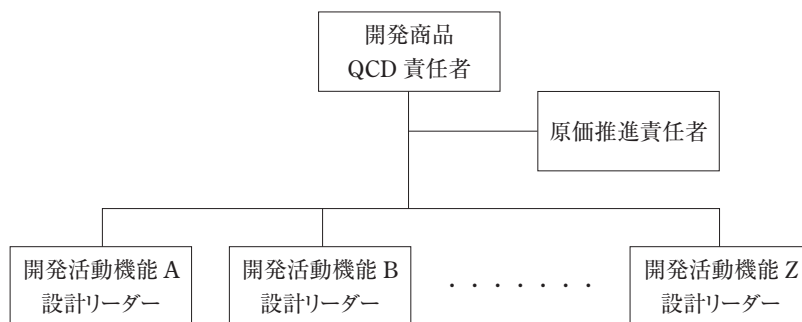 開発商品
QCD 責任者
原価推進責任者
開発活動機能 A
設計リーダー
開発活動機能 B
設計リーダー
・・・・・・・
開発活動機能 Z
設計リーダー